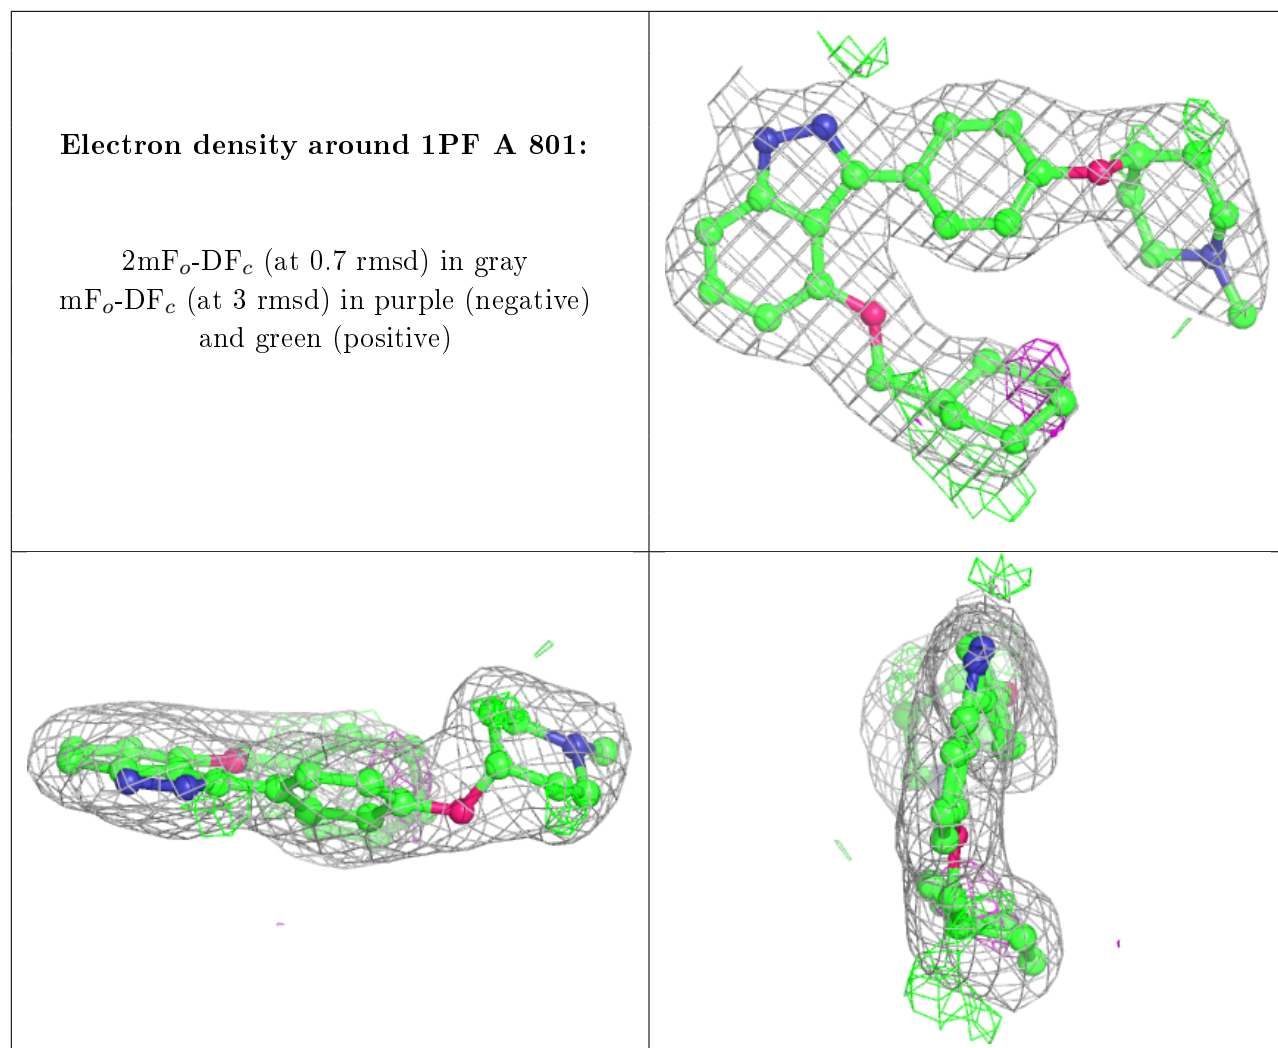 Electron density around 1PF A 801:
2mFo-DFc (at 0.7 rmsd) in gray
mFo-DFc (at 3 rmsd) in purple (negative)
and green (positive)